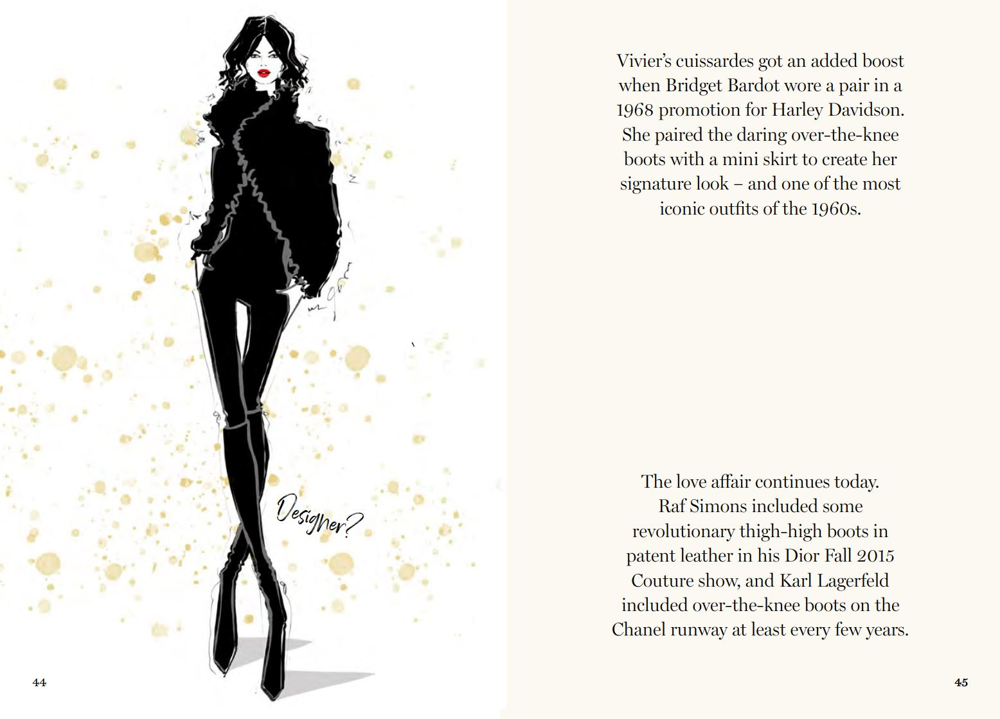 Designer?
44
Vivier’s cuissardes got an added boost
when Bridget Bardot wore a pair in a
1968 promotion for Harley Davidson.
She paired the daring over-the-knee
boots with a mini skirt to create her
signature look – and one of the most
iconic outfits of the 1960s.
The love affair continues today.
Raf Simons included some
revolutionary thigh-high boots in
patent leather in his Dior Fall 2015
Couture show, and Karl Lagerfeld
included over-the-knee boots on the
Chanel runway at least every few years.
45